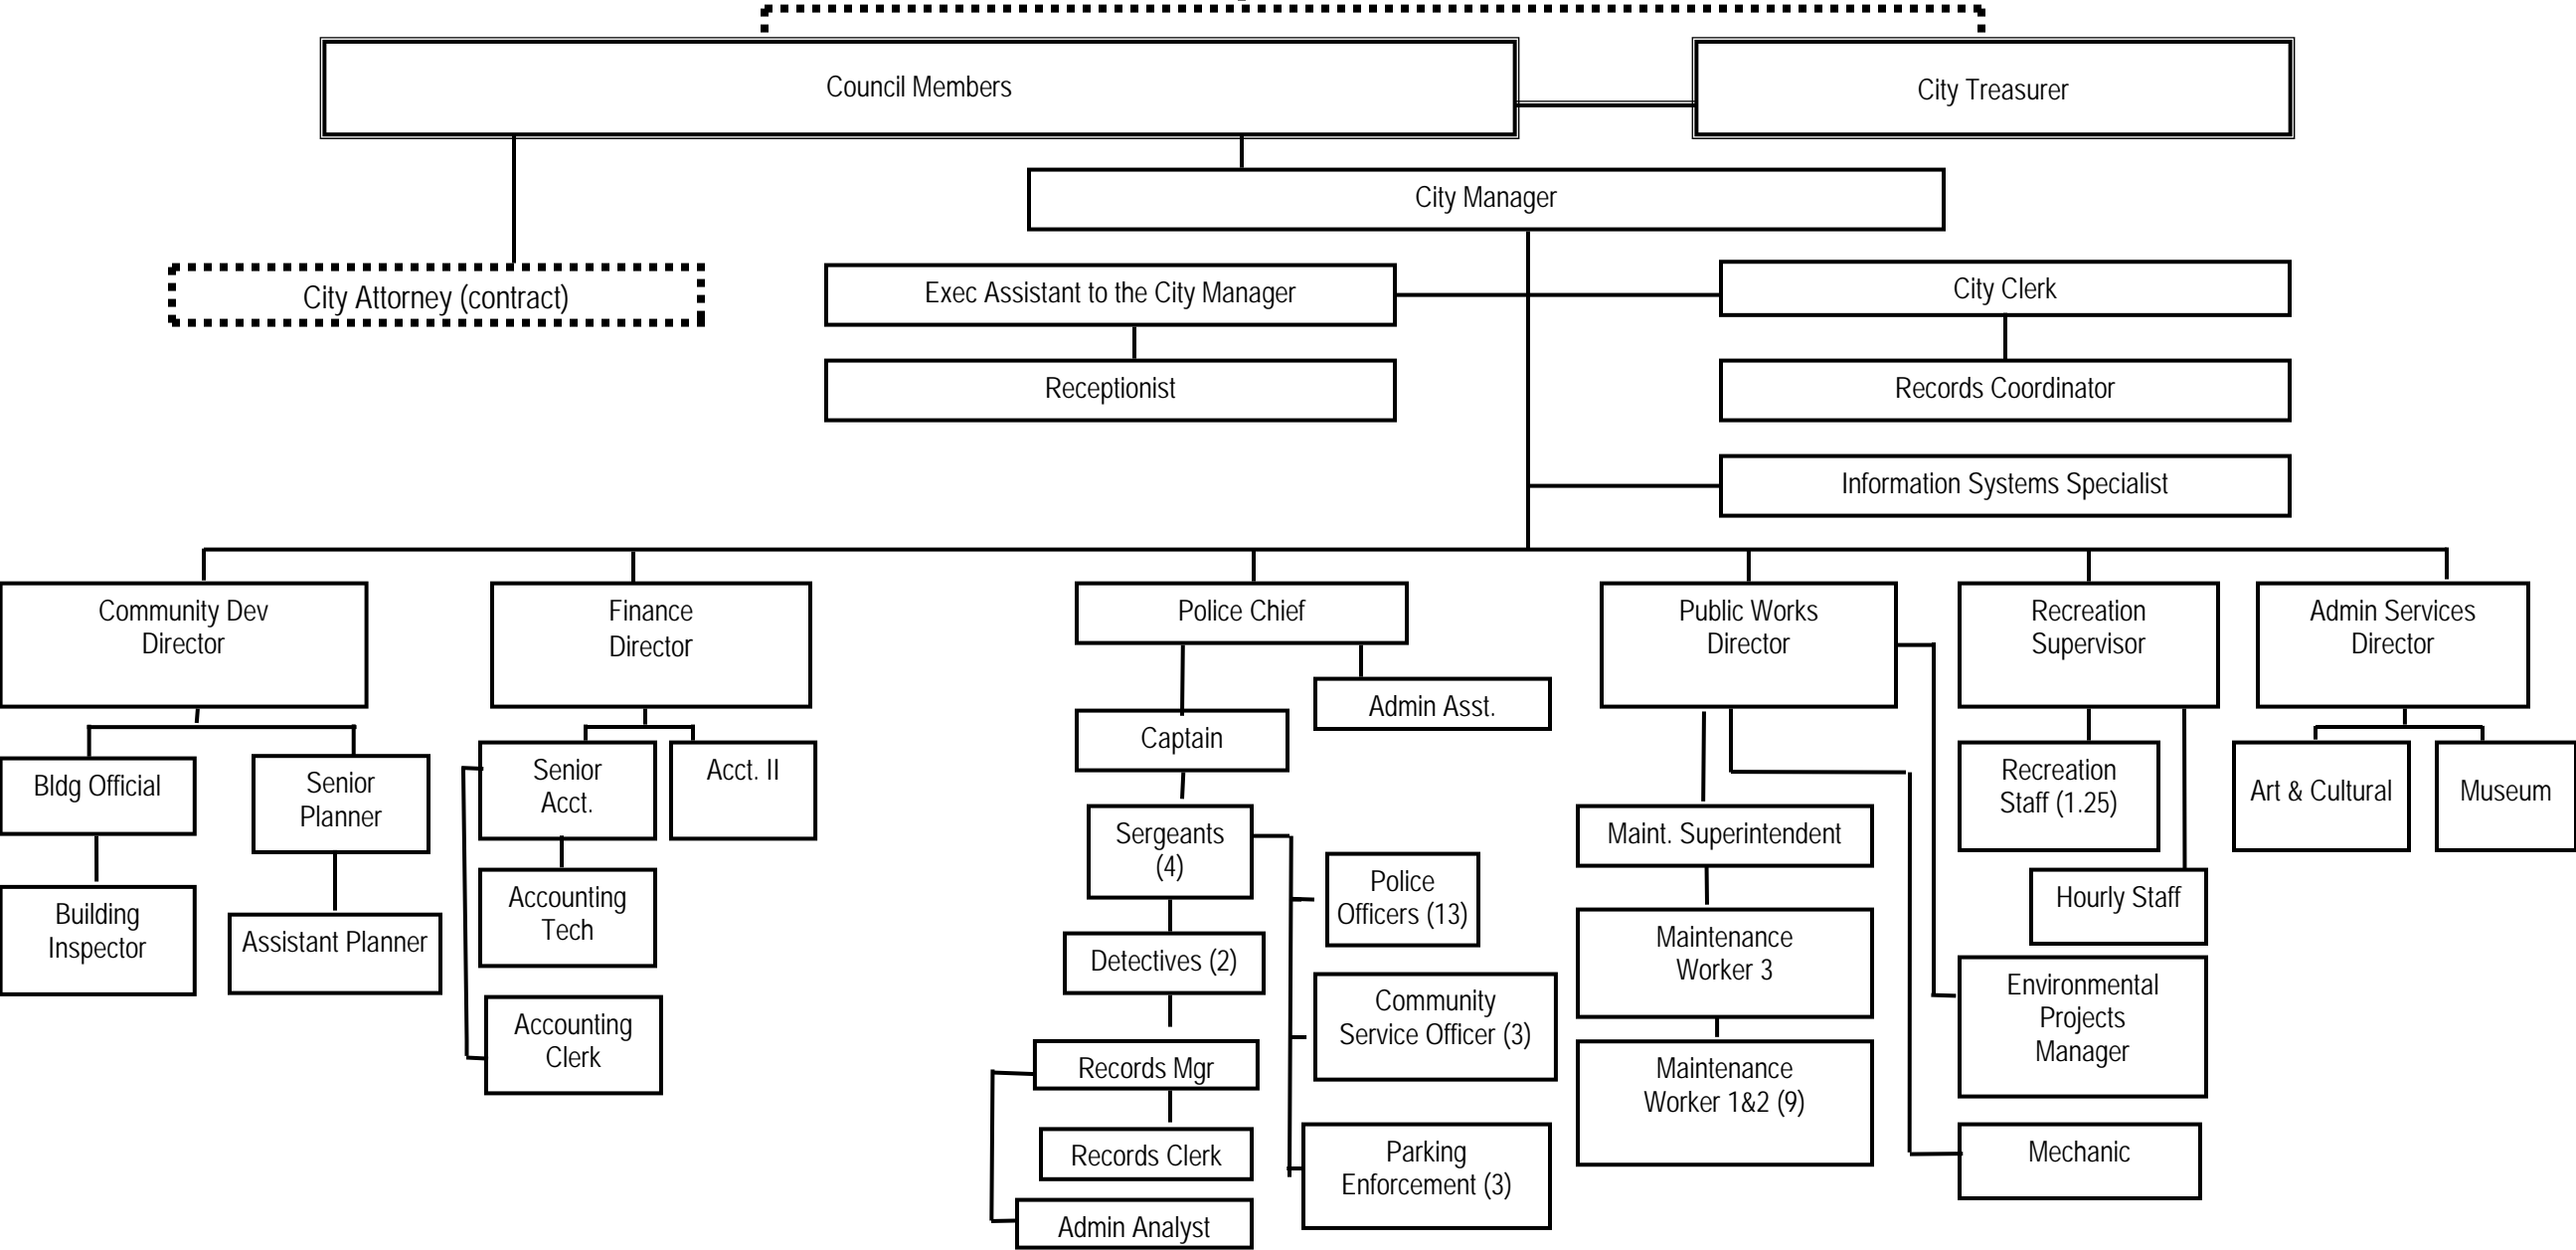 Council Members
City Treasurer
City Manager
City Attorney (contract)
Exec Assistant to the City Manager
City Clerk
Receptionist
Records Coordinator
Information Systems Specialist
Community Dev
Director
Finance
Director
Police Chief
Public Works
Director
Recreation
Supervisor
Admin Services
Director
Admin Asst.
Captain
Bldg Official
Senior
Planner
Senior
Acct.
Acct. II
Recreation
Staff (1.25)
Art & Cultural
Museum
Sergeants
(4)
Maint. Superintendent
Police
Officers (13)
Hourly Staff
Building
Inspector
Assistant Planner
Accounting
Tech
Detectives (2)
Maintenance
Worker 3
Community
Service Officer (3)
Environmental
Projects
Manager
Accounting
Clerk
Records Mgr
Maintenance
Worker 1&2 (9)
Records Clerk
Parking
Enforcement (3)
Mechanic
Admin Analyst